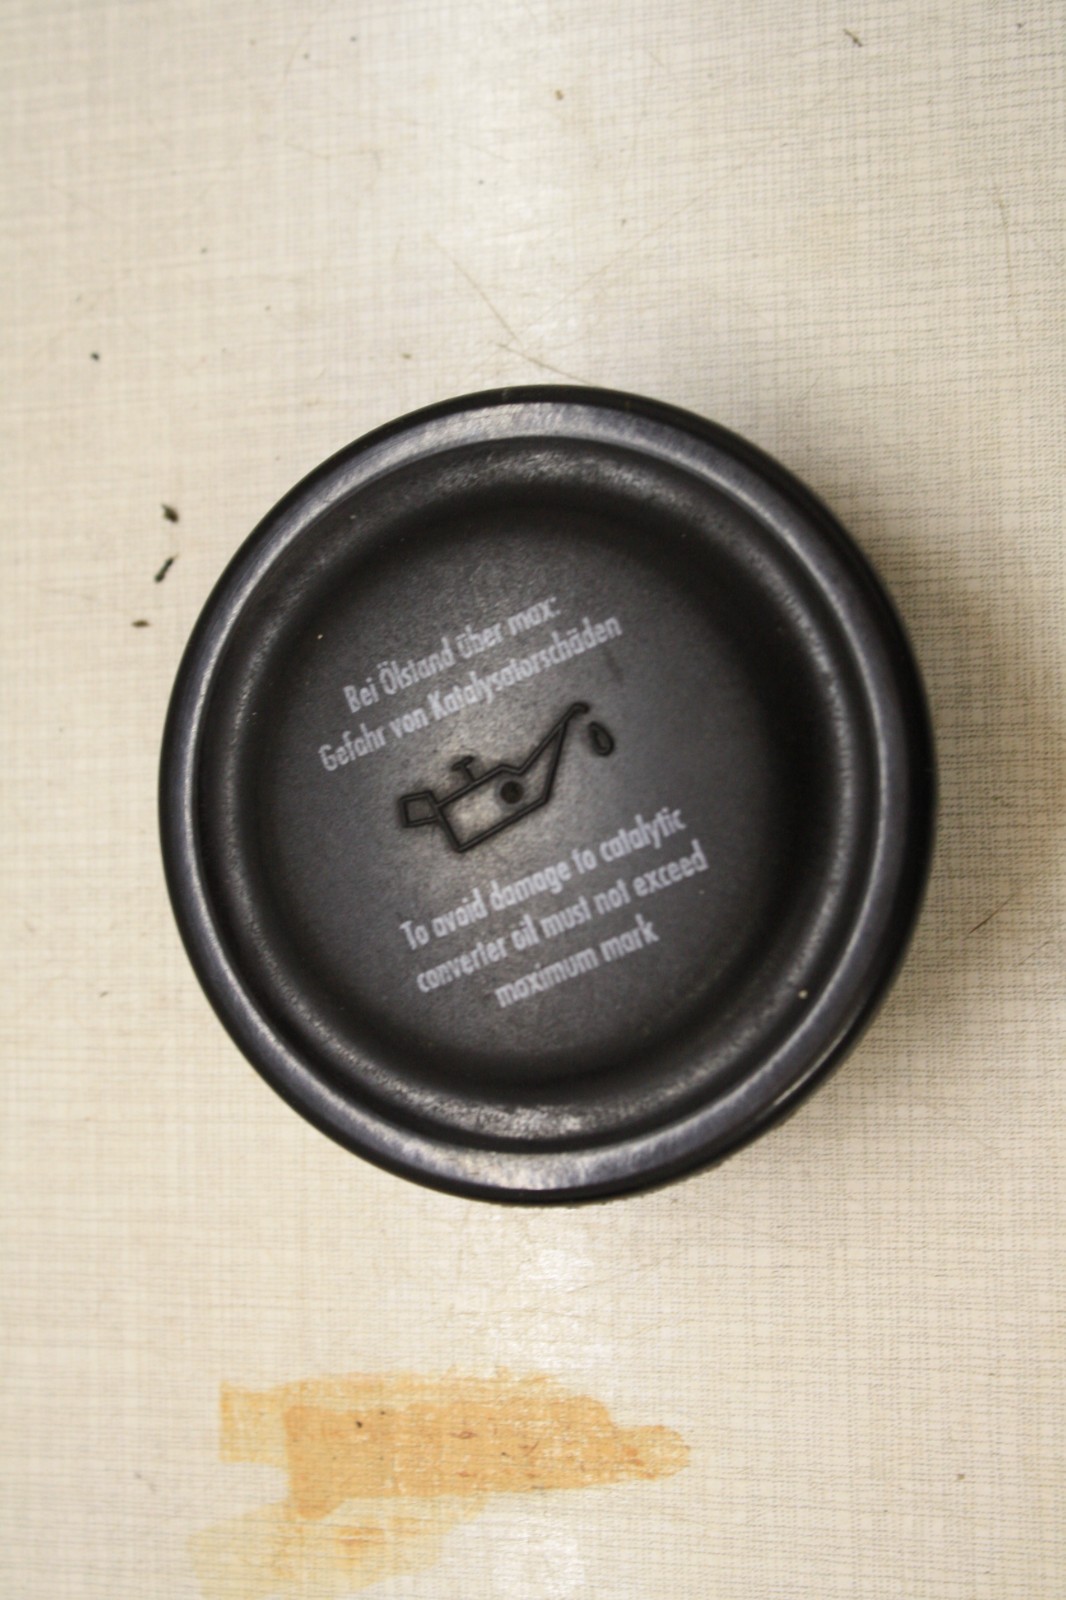 Bei Ölstand über max:
Gefahr von Katalysatorschäden
To avoid damage to catalytic
converter oil must not exceed
maximum mark